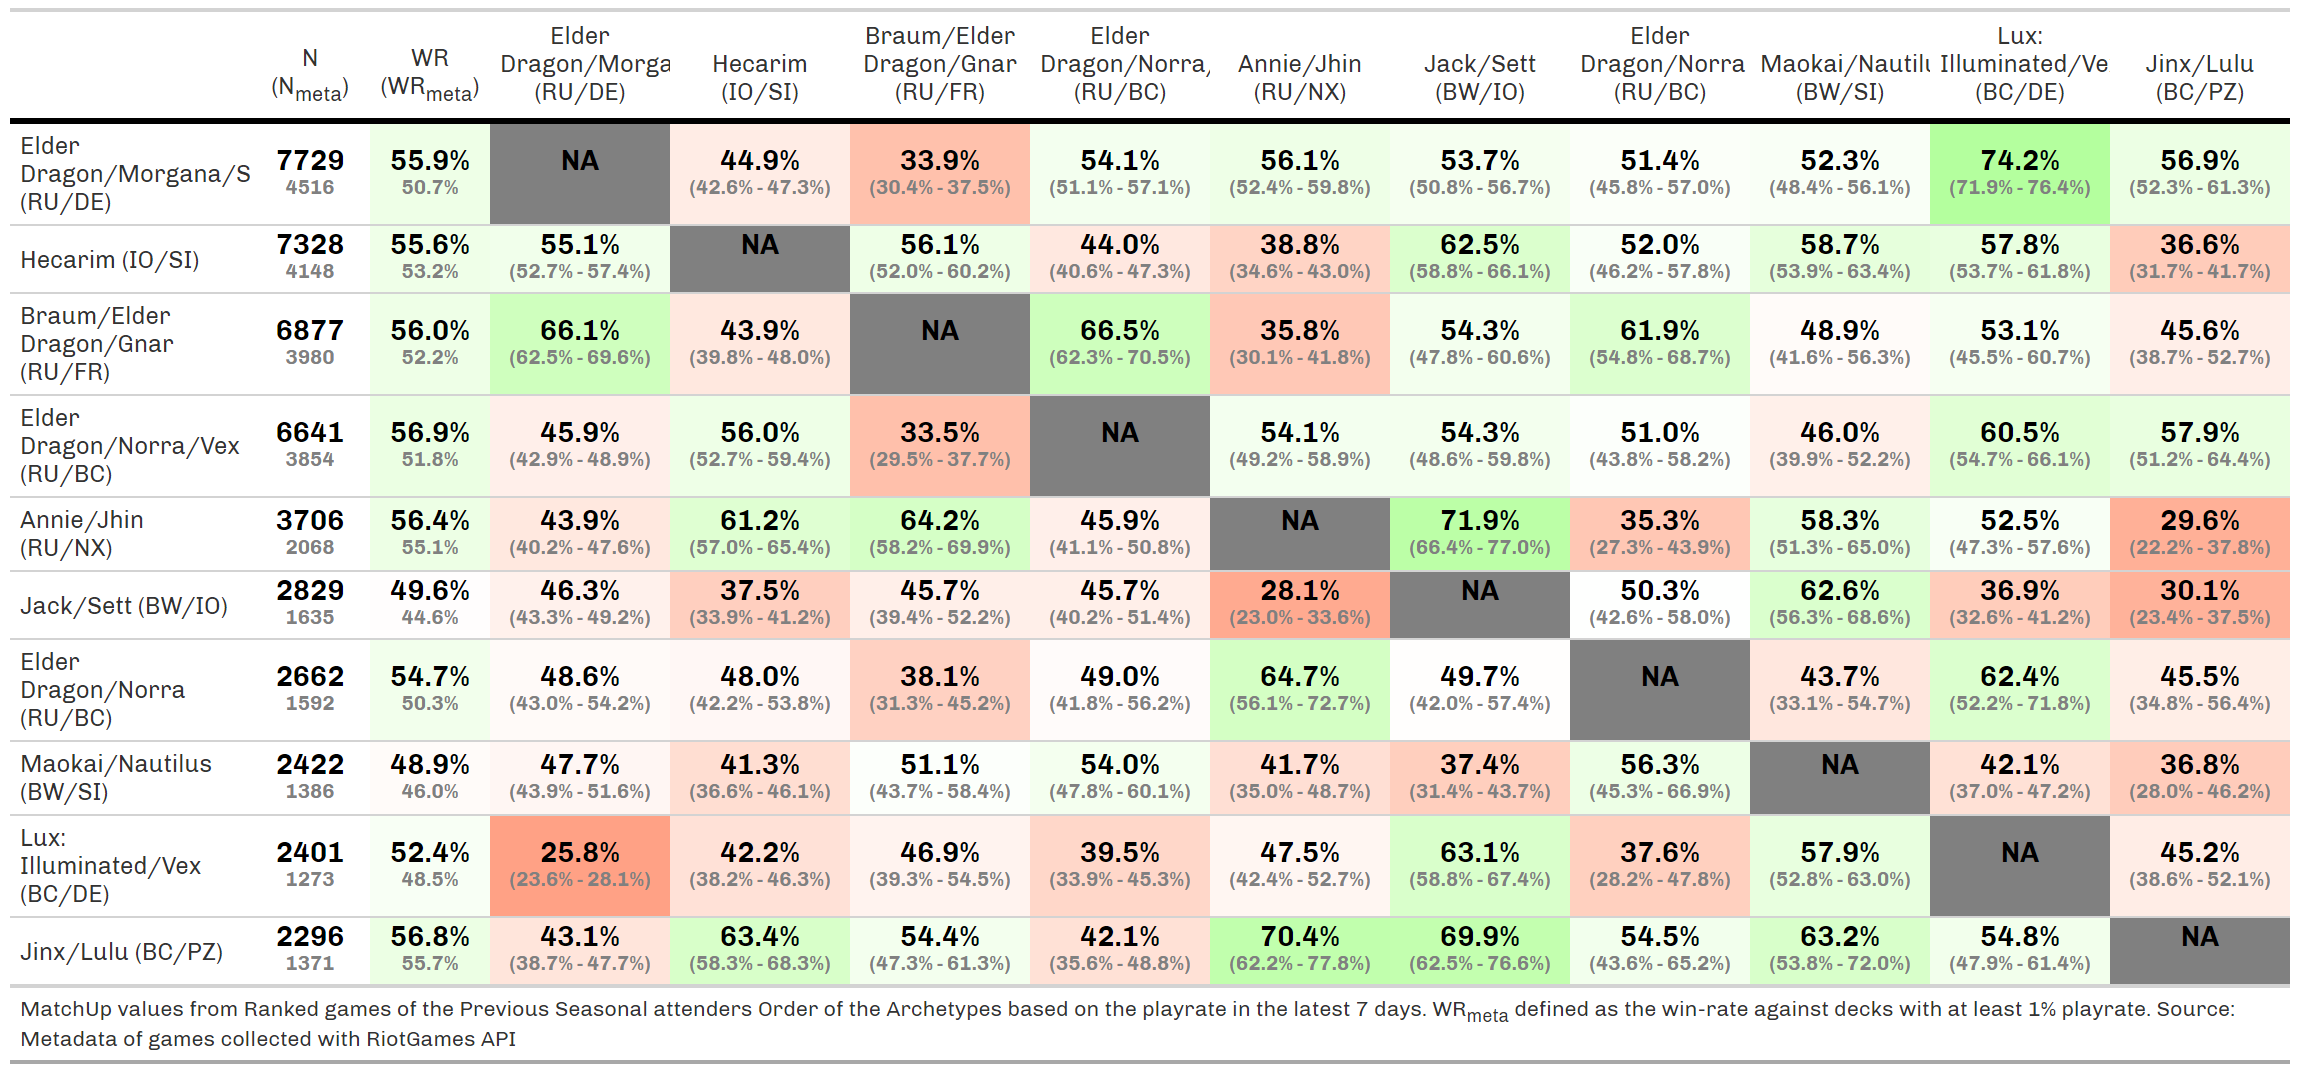 N (Nmeta) WR (WRmeta) Elder Dragon/Morga (RU/DE) Hecarim (IO/SI) Braum/Elder Dragon/Gnar (RU/FR) Elder Dragon/Norra/ (RU/BC) Annie/Jhin (RU/NX) Jack/Sett (BW/IO) Elder Dragon/Norra (RU/BC) Maokai/Nautilu (BW/SI) Lux: Illuminated/Ve (BC/DE) Jinx/Lulu (BC/PZ)
Elder Dragon/Morgana/S (RU/DE) 7729 55.9% NA 44.9% 33.9% 54.1% 56.1% 53.7% 51.4% 52.3% 74.2% 56.9%
4516 50.7% (42.6% - 47.3%) (30.4% - 37.5%) (51.1% - 57.1%) (52.4% - 59.8%) (50.8% - 56.7%) (45.8% - 57.0%) (48.4% - 56.1%) (71.9% - 76.4%) (52.3% - 61.3%)
Hecarim (IO/SI) 7328 55.6% 55.1% NA 56.1% 44.0% 38.8% 62.5% 52.0% 58.7% 57.8% 36.6%
4148 53.2% (52.7% - 57.4%) (52.0% - 60.2%) (40.6% - 47.3%) (34.6% - 43.0%) (58.8% - 66.1%) (46.2% - 57.8%) (53.9% - 63.4%) (53.7% - 61.8%) (31.7% - 41.7%)
Braum/Elder Dragon/Gnar (RU/FR) 6877 56.0% 66.1% 43.9% NA 66.5% 35.8% 54.3% 61.9% 48.9% 53.1% 45.6%
3980 52.2% (62.5% - 69.6%) (39.8% - 48.0%) (62.3% - 70.5%) (30.1% - 41.8%) (47.8% - 60.6%) (54.8% - 68.7%) (41.6% - 56.3%) (45.5% - 60.7%) (38.7% - 52.7%)
Elder Dragon/Norra/Vex (RU/BC) 6641 56.9% 45.9% 56.0% 33.5% NA 54.1% 54.3% 51.0% 46.0% 60.5% 57.9%
3854 51.8% (42.9% - 48.9%) (52.7% - 59.4%) (29.5% - 37.7%) (49.2% - 58.9%) (48.6% - 59.8%) (43.8% - 58.2%) (39.9% - 52.2%) (54.7% - 66.1%) (51.2% - 64.4%)
Annie/Jhin (RU/NX) 3706 56.4% 43.9% 61.2% 64.2% 45.9% NA 71.9% 35.3% 58.3% 52.5% 29.6%
2068 55.1% (40.2% - 47.6%) (57.0% - 65.4%) (58.2% - 69.9%) (41.1% - 50.8%) (66.4% - 77.0%) (27.3% - 43.9%) (51.3% - 65.0%) (47.3% - 57.6%) (22.2% - 37.8%)
Jack/Sett (BW/IO) 2829 49.6% 46.3% 37.5% 45.7% 45.7% 28.1% NA 50.3% 62.6% 36.9% 30.1%
1635 44.6% (43.3% - 49.2%) (33.9% - 41.2%) (39.4% - 52.2%) (40.2% - 51.4%) (23.0% - 33.6%) (42.6% - 58.0%) (56.3% - 68.6%) (32.6% - 41.2%) (23.4% - 37.5%)
Elder Dragon/Norra (RU/BC) 2662 54.7% 48.6% 48.0% 38.1% 49.0% 64.7% 49.7% NA 43.7% 62.4% 45.5%
1592 50.3% (43.0% - 54.2%) (42.2% - 53.8%) (31.3% - 45.2%) (41.8% - 56.2%) (56.1% - 72.7%) (42.0% - 57.4%) (33.1% - 54.7%) (52.2% - 71.8%) (34.8% - 56.4%)
Maokai/Nautilus (BW/SI) 2422 48.9% 47.7% 41.3% 51.1% 54.0% 41.7% 37.4% 56.3% NA 42.1% 36.8%
1386 46.0% (43.9% - 51.6%) (36.6% - 46.1%) (43.7% - 58.4%) (47.8% - 60.1%) (35.0% - 48.7%) (31.4% - 43.7%) (45.3% - 66.9%) (37.0% - 47.2%) (28.0% - 46.2%)
Lux: Illuminated/Vex (BC/DE) 2401 52.4% 25.8% 42.2% 46.9% 39.5% 47.5% 63.1% 37.6% 57.9% NA 45.2%
1273 48.5% (23.6% - 28.1%) (38.2% - 46.3%) (39.3% - 54.5%) (33.9% - 45.3%) (42.4% - 52.7%) (58.8% - 67.4%) (28.2% - 47.8%) (52.8% - 63.0%) (38.6% - 52.1%)
Jinx/Lulu (BC/PZ) 2296 56.8% 43.1% 63.4% 54.4% 42.1% 70.4% 69.9% 54.5% 63.2% 54.8% NA
1371 55.7% (38.7% - 47.7%) (58.3% - 68.3%) (47.3% - 61.3%) (35.6% - 48.8%) (62.2% - 77.8%) (62.5% - 76.6%) (43.6% - 65.2%) (53.8% - 72.0%) (47.9% - 61.4%)
MatchUp values from Ranked games of the Previous Seasonal attenders Order of the Archetypes based on the playrate in the latest 7 days. WRmeta defined as the win-rate against decks with at least 1% playrate. Source:
Metadata of games collected with RiotGames API